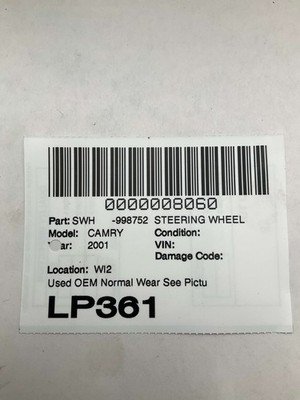 0000008060
Part: SWH -998752 STEERING WHEEL
Model: CAMRY Condition:
ar: 2001 VIN:
Damage Code:
Location: WI2
Used OEM Normal Wear See Pictu
LP361